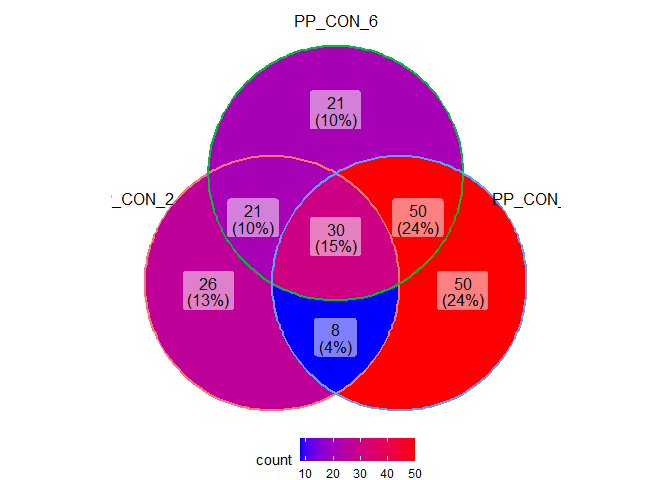 PP_CON_6
_CON_2
PP_CON_
21
(10%)
21
(10%)
50
(24%)
30
(15%)
26
(13%)
50
(24%)
8
(4%)
count
10 20 30 40 50